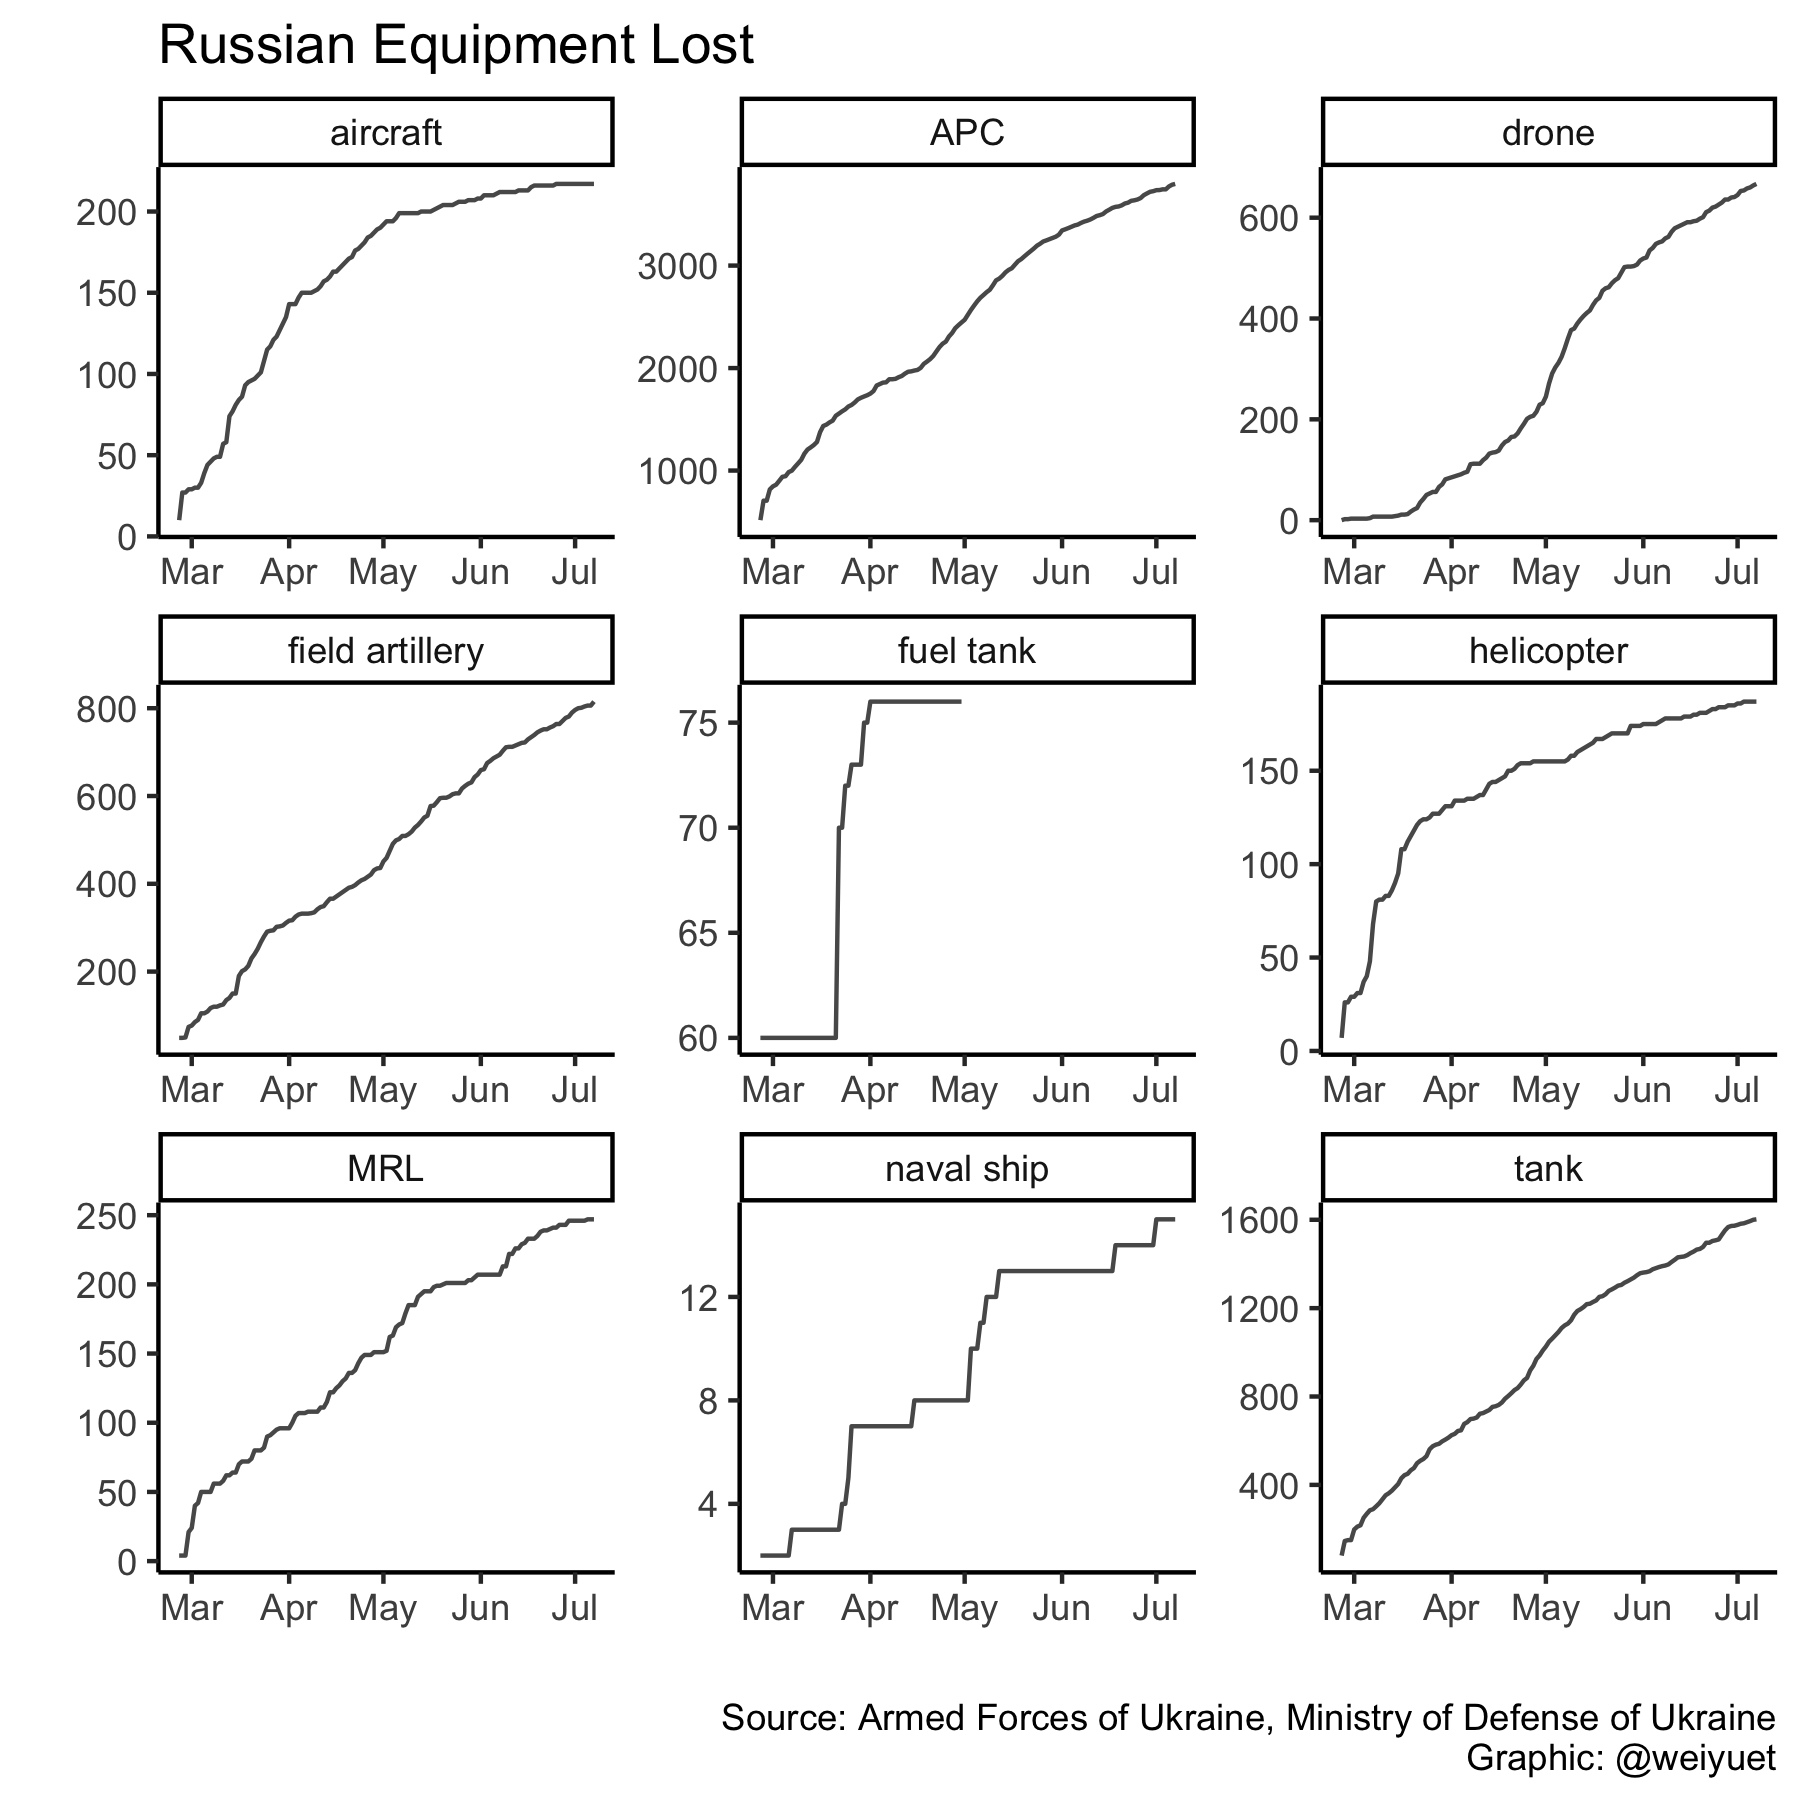 Russian Equipment Lost
aircraft
APC
drone
200
150
100
50
0
3000
2000
1000
600
400
200
0
Mar Apr May Jun Jul
Mar Apr May Jun Jul
Mar Apr May Jun Jul
field artillery
fuel tank
helicopter
800
600
400
200
75
70
65
60
150
100
50
0
Mar Apr May Jun Jul
Mar Apr May Jun Jul
Mar Apr May Jun Jul
MRL
naval ship
tank
250
200
150
100
50
0
12
8
4
1600
1200
800
400
Mar Apr May Jun Jul
Mar Apr May Jun Jul
Mar Apr May Jun Jul
Source: Armed Forces of Ukraine, Ministry of Defense of Ukraine
Graphic: @weiyuet